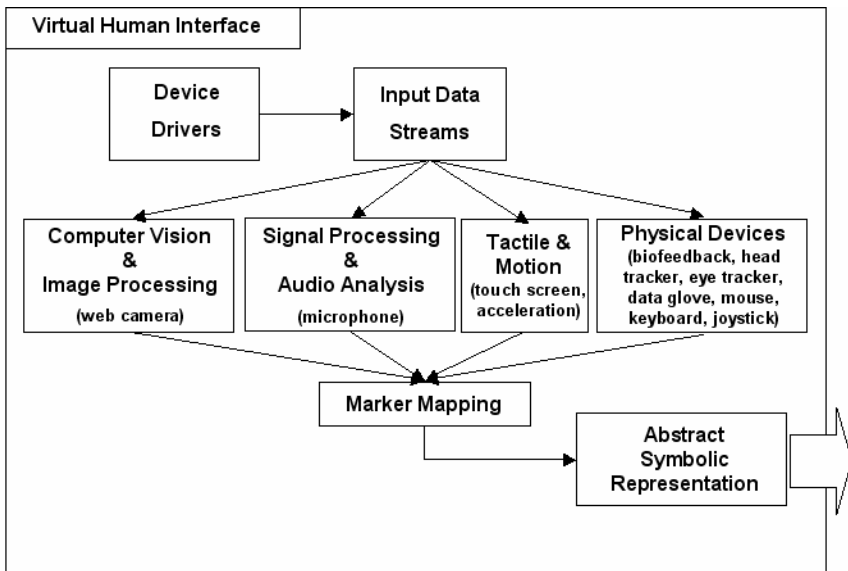 Virtual Human Interface
Device
Drivers
Input Data
Streams
Computer Vision
&
Image Processing
(web camera)
Signal Processing
&
Audio Analysis
(microphone)
Tactile &
Motion
(touch screen,
acceleration)
Physical Devices
(biofeedback, head
tracker, eye tracker,
data glove, mouse,
keyboard, joystick)
Marker Mapping
Abstract
Symbolic
Representation